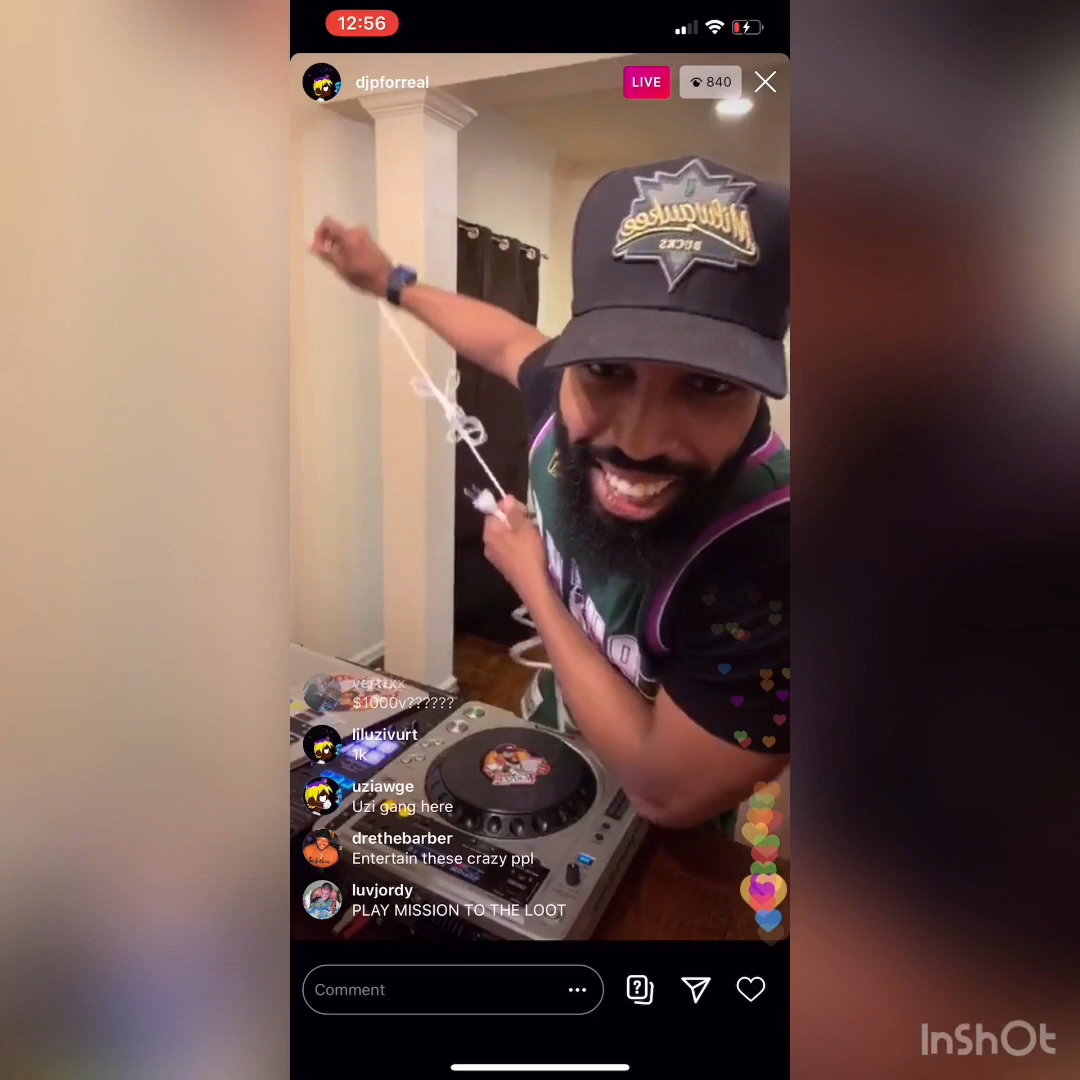 12:56
djpforreal
LIVE
840
Milwaukee
BUCKS
vertixx
$1000v??????
liluzivurt
1k
uziawge
Uzi gang here
drethebarber
Entertain these crazy ppl
luvjordy
PLAY MISSION TO THE LOOT
Comment
InShOt